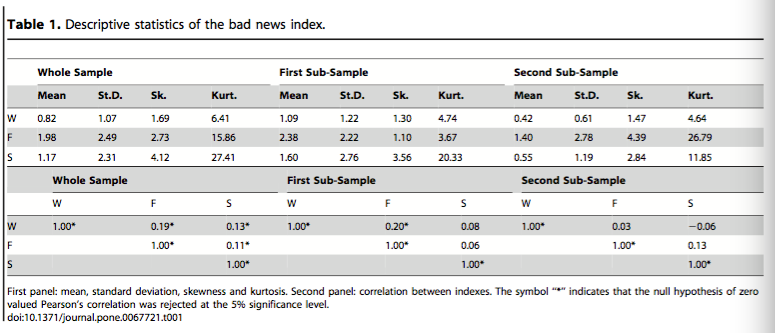 Table 1. Descriptive statistics of the bad news index.
Whole Sample First Sub-Sample Second Sub-Sample
Mean St.D. Sk. Kurt. Mean St.D. Sk. Kurt. Mean St.D. Sk. Kurt.
W 0.82 1.07 1.69 6.41 1.09 1.22 1.30 4.74 0.42 0.61 1.47 4.64
F 1.98 2.49 2.73 15.86 2.38 2.22 1.10 3.67 1.40 2.78 4.39 26.79
S 1.17 2.31 4.12 27.41 1.60 2.76 3.56 20.33 0.55 1.19 2.84 11.85
Whole Sample First Sub-Sample Second Sub-Sample
W F S W F S W F S
W 1.00* 0.19* 0.13* 1.00* 0.20* 0.08 1.00* 0.03 −0.06
F 1.00* 0.11* 1.00* 0.06 1.00* 0.13
S 1.00* 1.00* 1.00*
First panel: mean, standard deviation, skewness and kurtosis. Second panel: correlation between indexes. The symbol "*" indicates that the null hypothesis of zero
valued Pearson's correlation was rejected at the 5% significance level.
doi:10.1371/journal.pone.0067721.t001